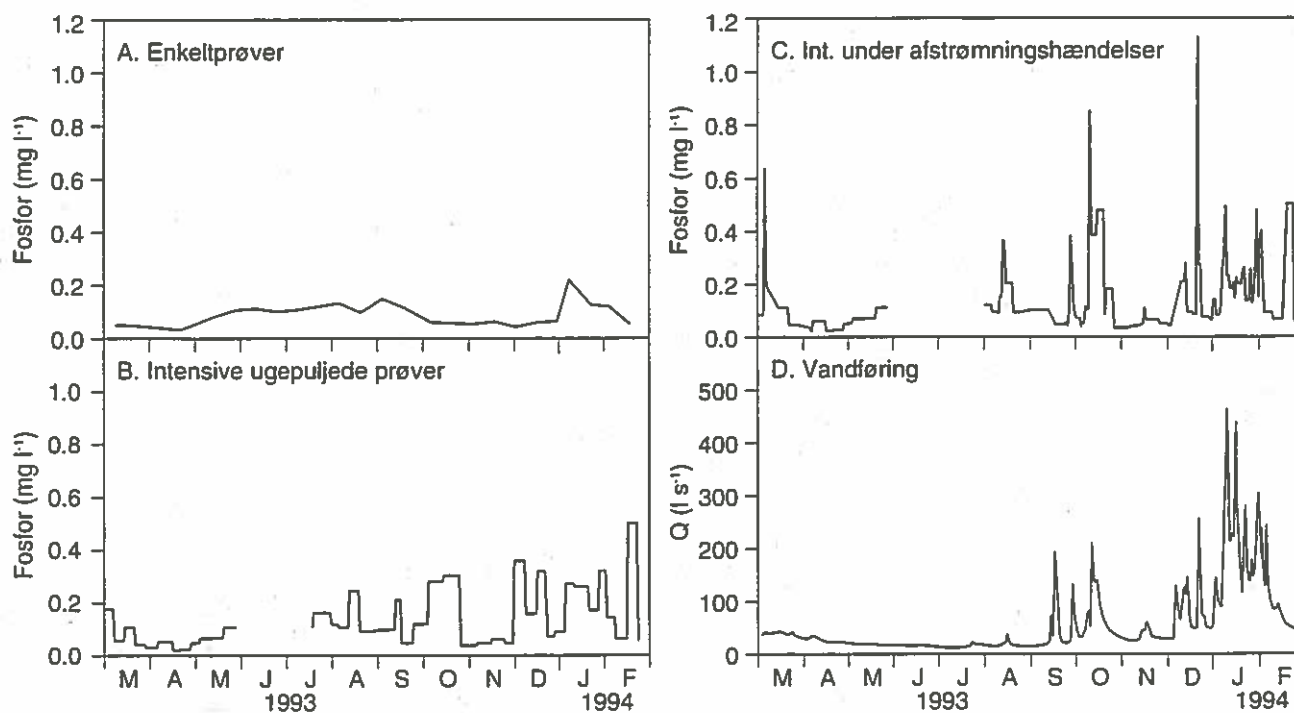 A. Enkeltprøver
Fosfor (mg l⁻¹)
1.2
1.0
0.8
0.6
0.4
0.2
0.0
B. Intensive ugepuljede prøver
Fosfor (mg l⁻¹)
1.0
0.8
0.6
0.4
0.2
0.0
M A M J J A S O N D J F
1993 1994
C. Int. under afstrømningshændelser
Fosfor (mg l⁻¹)
1.2
1.0
0.8
0.6
0.4
0.2
0.0
D. Vandføring
Q (l s⁻¹)
500
400
300
200
100
0
M A M J J A S O N D J F
1993 1994